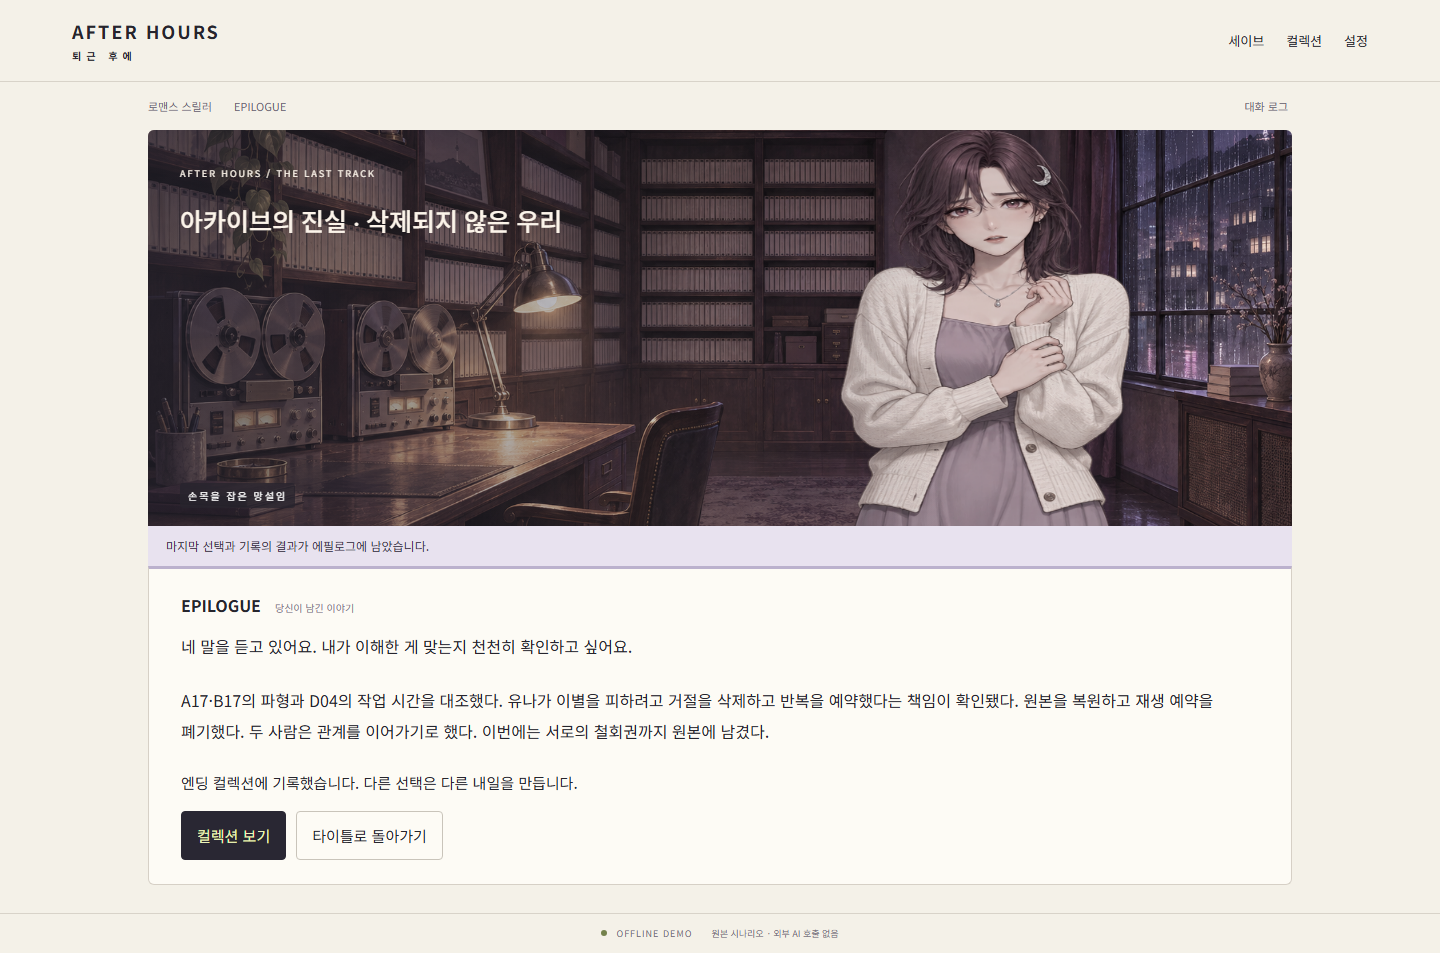 AFTER HOURS
퇴근 후에
세이브 컬렉션 설정
로맨스 스릴러 EPILOGUE 대화 로그
AFTER HOURS / THE LAST TRACK
아카이브의 진실 · 삭제되지 않은 우리
손목을 잡은 망설임
마지막 선택과 기록의 결과가 에필로그에 남았습니다.
EPILOGUE 당신이 남긴 이야기
네 말을 듣고 있어요. 내가 이해한 게 맞는지 천천히 확인하고 싶어요.
A17·B17의 파형과 D04의 작업 시간을 대조했다. 유나가 이별을 피하려고 거절을 삭제하고 반복을 예약했다는 책임이 확인됐다. 원본을 복원하고 재생 예약을
폐기했다. 두 사람은 관계를 이어가기로 했다. 이번에는 서로의 철회권까지 원본에 남겼다.
엔딩 컬렉션에 기록했습니다. 다른 선택은 다른 내일을 만듭니다.
컬렉션 보기 타이틀로 돌아가기
OFFLINE DEMO 원본 시나리오 · 외부 AI 호출 없음